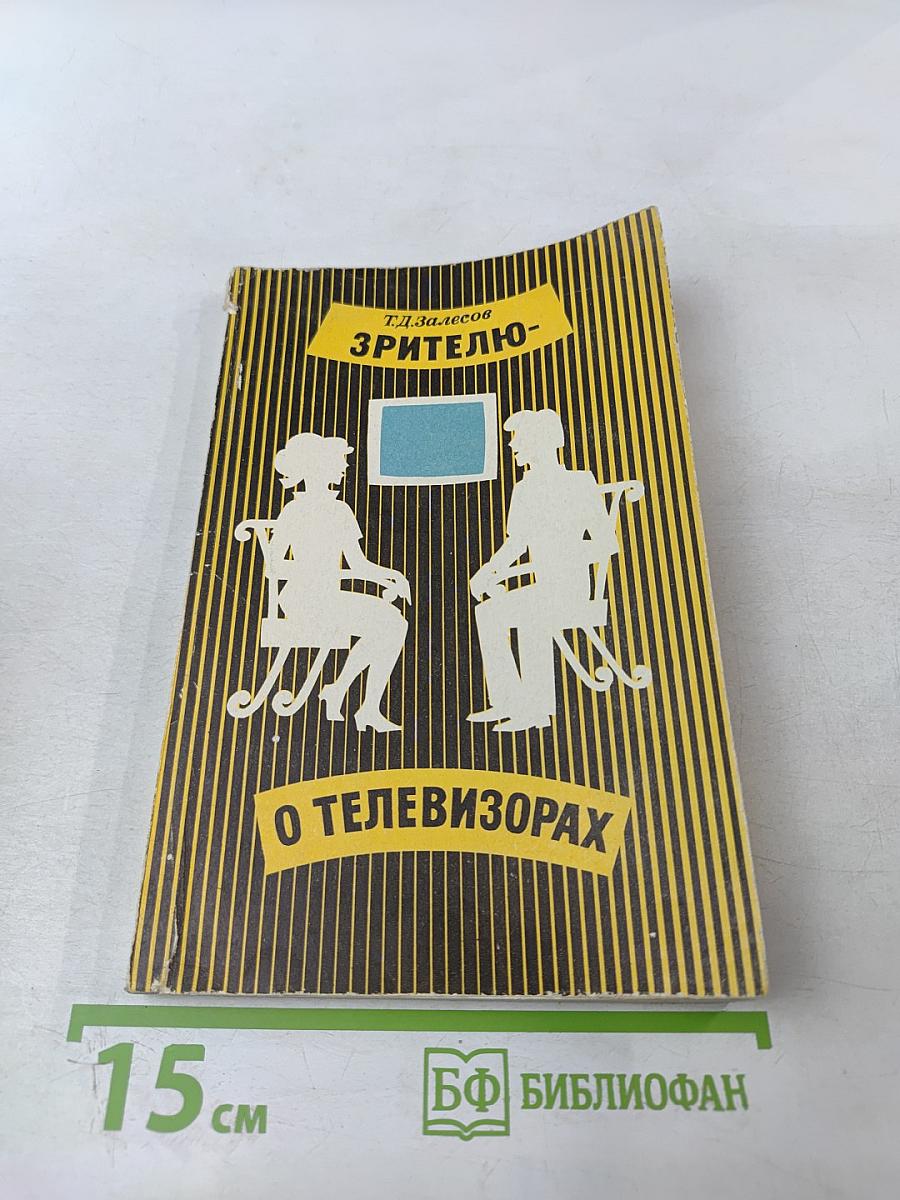 Т.Д.Залесов
ЗРИТЕЛЮ-
О ТЕЛЕВИЗОРАХ
15 см
БФ БИБЛИОФАН